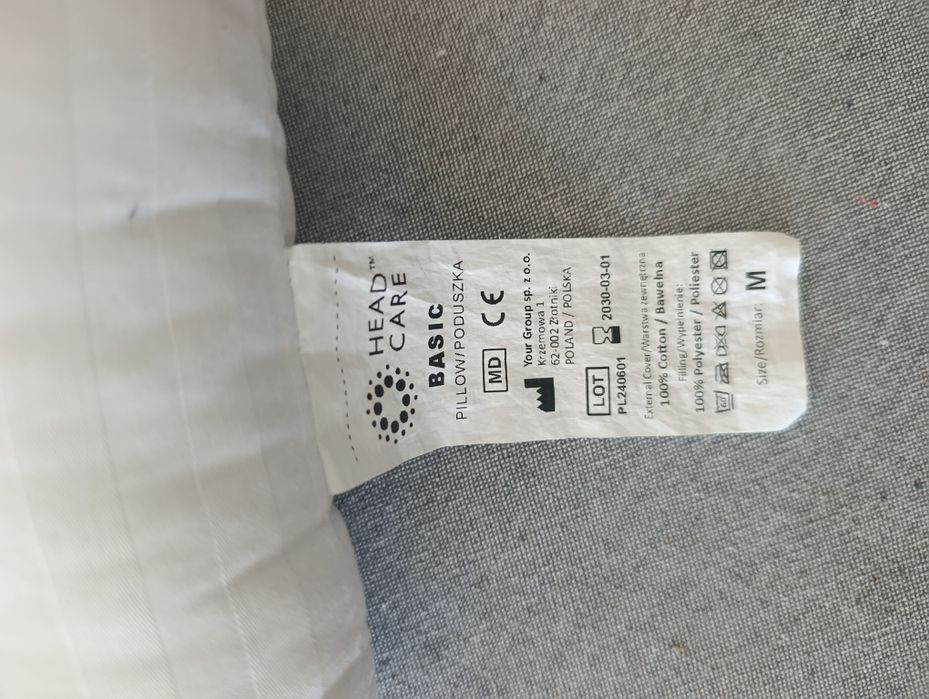 HEAD™
CARE
BASIC
PILLOW/PODUSZKA
MD CE
Your Group sp. z o.o.
Krzemowa 1
62-002 Złotniki
POLAND / POLSKA
LOT
PL240601
2030-03-01
External Cover/Warstwa zewnętrzna
100% Cotton / Bawełna
Filling/Wypełnienie:
100% Polyester / Poliester
60
Size/Rozmiar: M